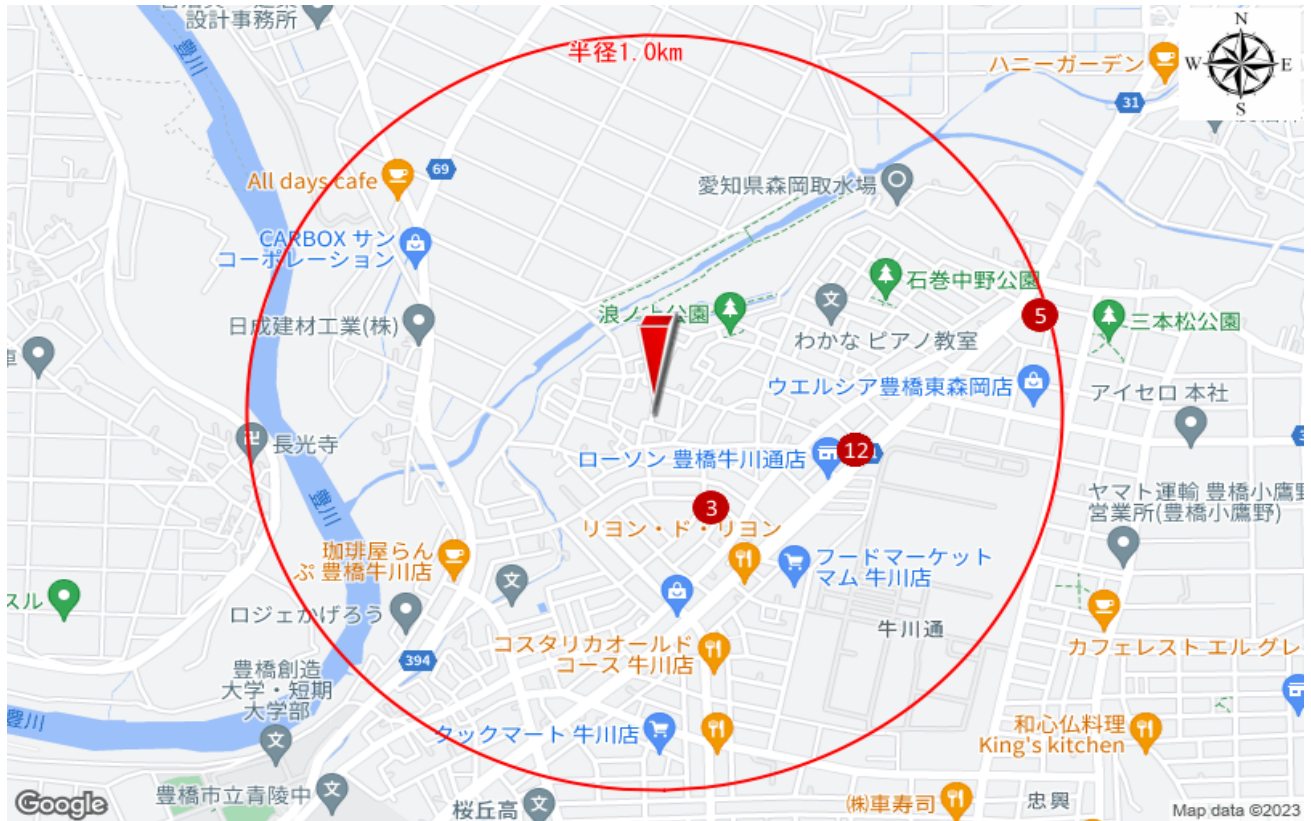 設計事務所
半径1.0km
N
W
E
S
ハニーガーデン
31
豊川
69
All days cafe
愛知県森岡取水場
CARBOX サン
コーポレーション
石巻中野公園
浪ノ上公園
日成建材工業(株)
5
三本松公園
わかな ピアノ教室
ウエルシア豊橋東森岡店
アイセロ 本社
長光寺
ローソン 豊橋牛川通店
12
豊川
3
ヤマト運輸 豊橋小鷹野
営業所(豊橋小鷹野)
リヨン・ド・リヨン
珈琲屋らん
ぷ 豊橋牛川店
フードマーケット
マム 牛川店
スル
ロジェかげろう
牛川通
コスタリカオールド
コース 牛川店
カフェレスト エル グレ
394
豊橋創造
大学・短期
大学部
豊川
タックマート 牛川店
和心仏料理
King's kitchen
豊橋市立青陵中
桜丘高
(株)車寿司
忠興
Google
Map data ©2023